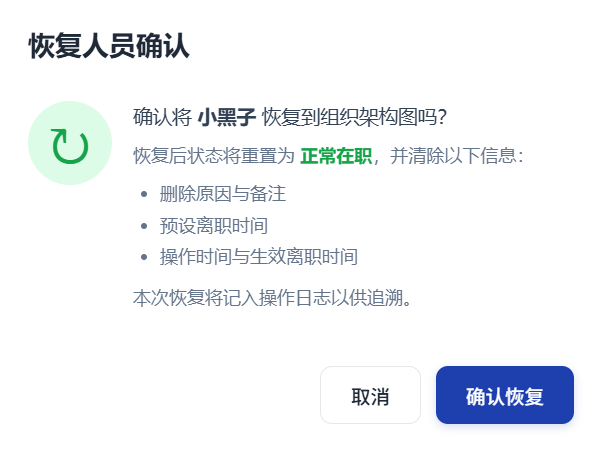 恢复人员确认
确认将 小黑子 恢复到组织架构图吗？
恢复后状态将重置为 正常在职，并清除以下信息：
• 删除原因与备注
• 预设离职时间
• 操作时间与生效离职时间
本次恢复将记入操作日志以供追溯。
取消
确认恢复